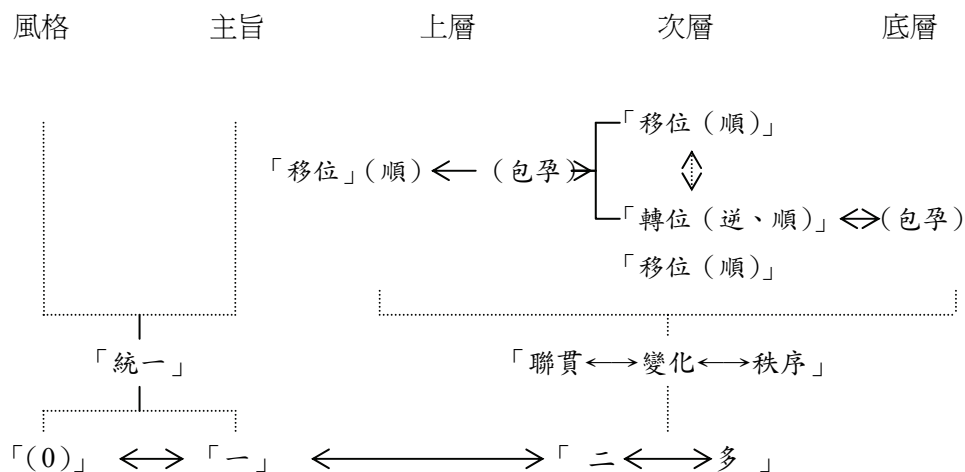 風格 主旨 上層 次層 底層
「移位（順）」
「移位」（順） （包孕）
「轉位（逆、順）」 （包孕）
「移位（順）」
「統一」 「聯貫←→變化←→秩序」
「(0)」 「一」 「 二 多 」